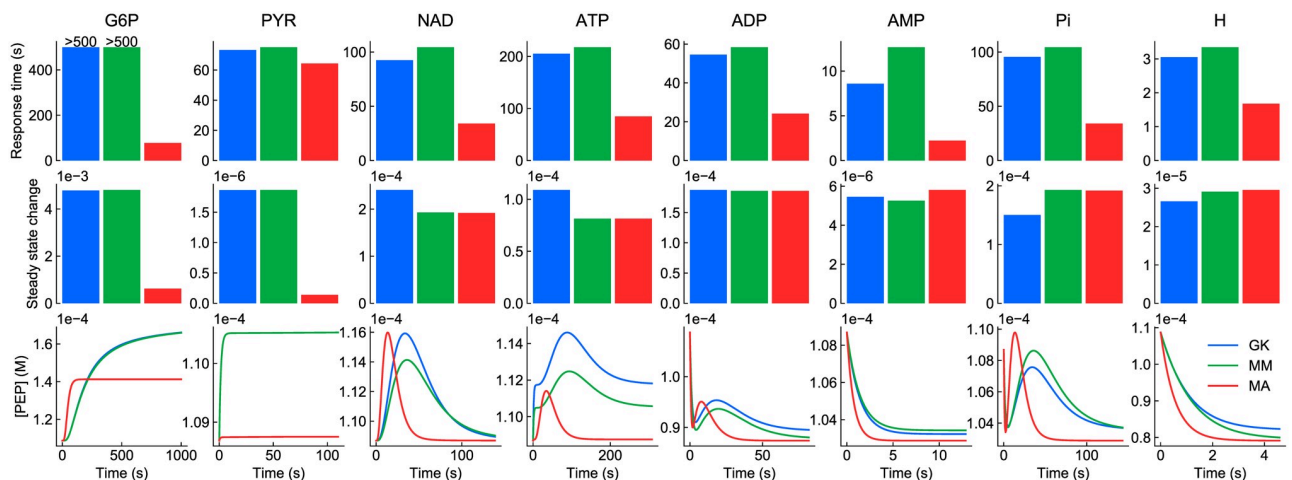 G6P PYR NAD ATP ADP AMP Pi H
Response time (s)
>500 >500
400
200
0
60
40
20
0
100
50
0
200
100
0
60
40
20
0
10
5
0
100
50
0
3
2
1
0
Steady state change
1e−3
4
2
0
1e−6
1.5
1.0
0.5
0.0
1e−4
2
1
0
1e−4
1.0
0.5
0.0
1e−4
1.5
1.0
0.5
0.0
1e−6
6
4
2
0
1e−4
2
1
0
1e−5
3
2
1
0
[PEP] (M)
1e−4
1.6
1.4
1.2
0 500 1000
Time (s)
1e−4
1.10
1.09
0 50 100
Time (s)
1e−4
1.16
1.14
1.12
1.10
0 100
Time (s)
1e−4
1.14
1.12
1.10
0 200
Time (s)
1e−4
1.0
0.9
0 50
Time (s)
1e−4
1.08
1.06
1.04
0 5 10
Time (s)
1e−4
1.10
1.08
1.06
1.04
0 100
Time (s)
1e−4
1.1
1.0
0.9
0.8
0 2 4
Time (s)
GK
MM
MA